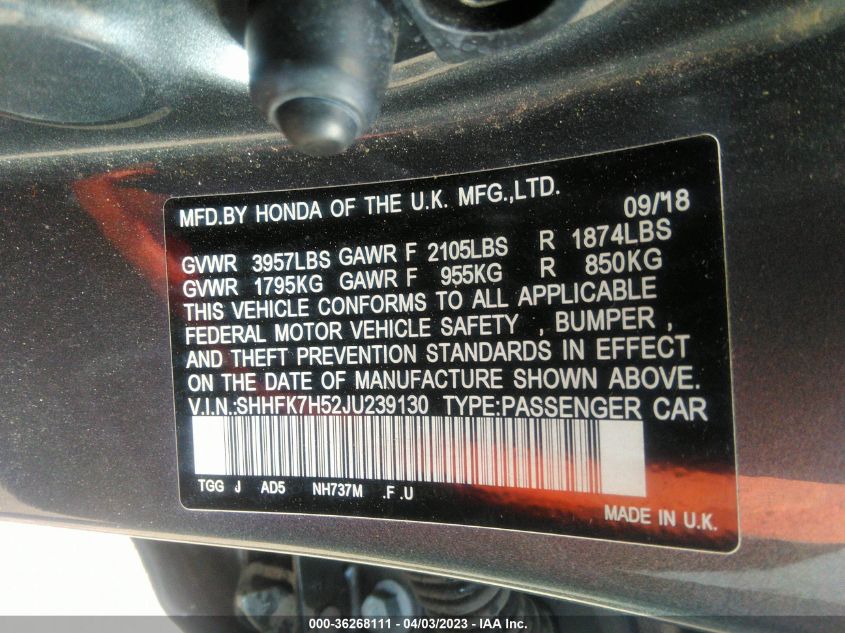 MFD.BY HONDA OF THE U.K. MFG.,LTD. 09/18
GVWR 3957LBS GAWR F 2105LBS R 1874LBS
GVWR 1795KG GAWR F 955KG R 850KG
THIS VEHICLE CONFORMS TO ALL APPLICABLE
FEDERAL MOTOR VEHICLE SAFETY , BUMPER ,
AND THEFT PREVENTION STANDARDS IN EFFECT
ON THE DATE OF MANUFACTURE SHOWN ABOVE.
V.I.N.:SHHFK7H52JU239130 TYPE:PASSENGER CAR
TGG J AD5 NH737M .F .U
MADE IN U.K.
000-36268111 - 04/03/2023 - IAA Inc.